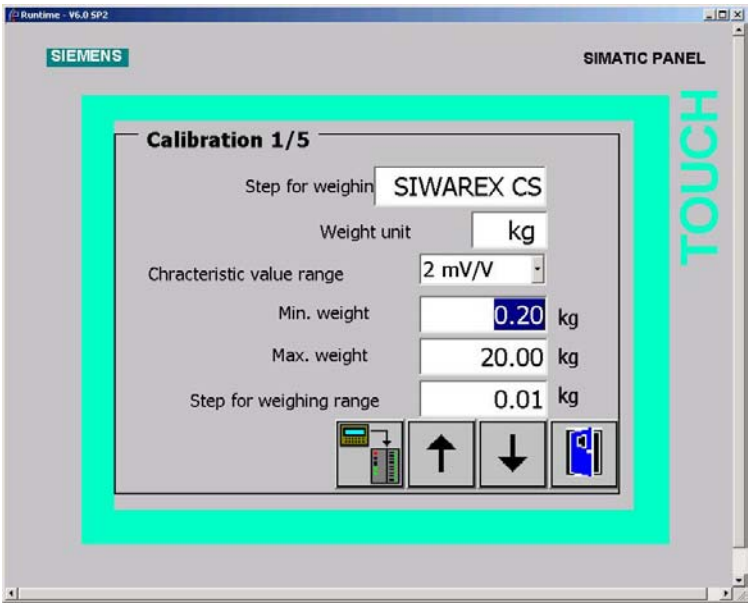 Runtime - V6.0 SP2
SIEMENS
SIMATIC PANEL
TOUCH
Calibration 1/5
Step for weighin SIWAREX CS
Weight unit kg
Chracteristic value range 2 mV/V
Min. weight 0.20 kg
Max. weight 20.00 kg
Step for weighing range 0.01 kg